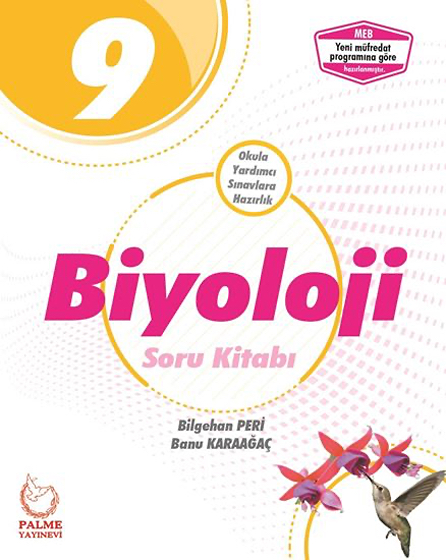 9
MEB
Yeni müfredat
programına göre
hazırlanmıştır.
Okula
Yardımcı
Sınavlara
Hazırlık
Biyoloji
Soru Kitabı
Bilgehan PERİ
Banu KARAAĞAÇ
PALME
YAYINEVİ